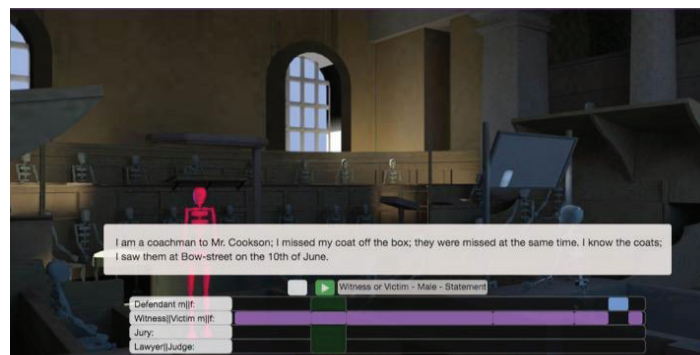 I am a coachman to Mr. Cookson; I missed my coat off the box; they were missed at the same time. I know the coats;
I saw them at Bow-street on the 10th of June.
Witness or Victim - Male - Statement
Defendant m||f:
Witness||Victim m||f:
Jury:
Lawyer||Judge: